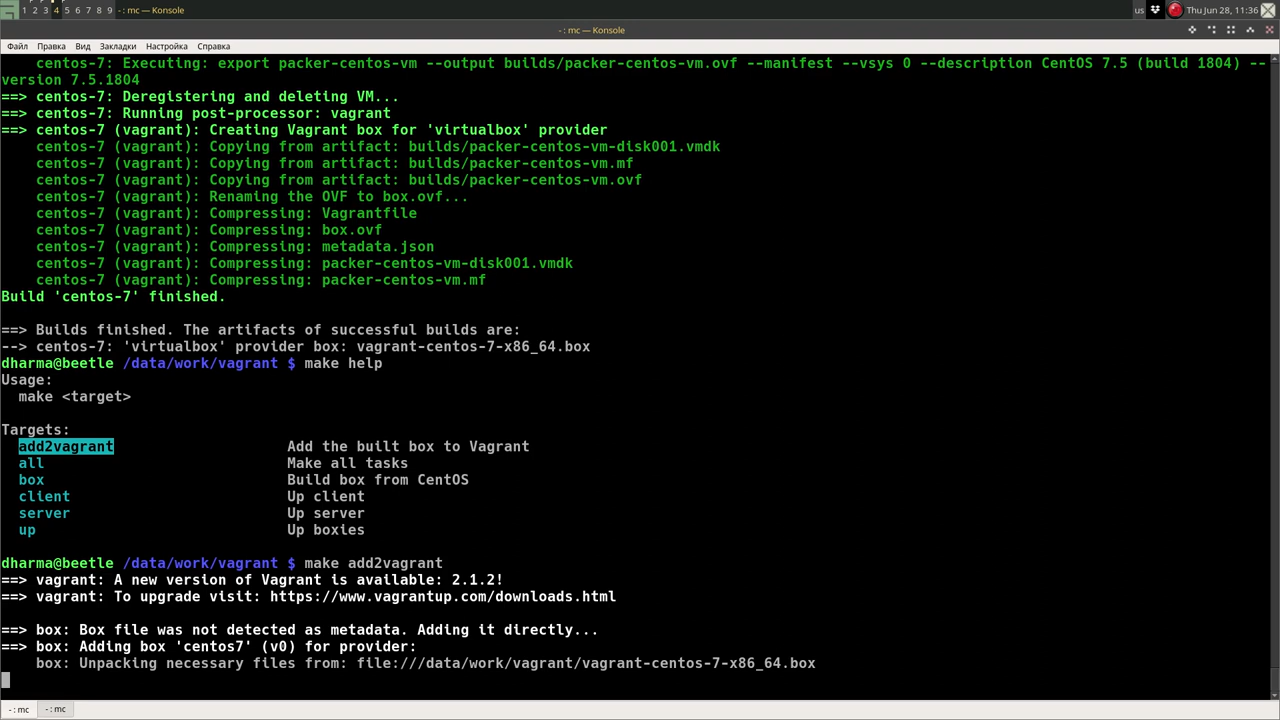 1 2 3 4 5 6 7 8 9 - : mc — Konsole us Thu Jun 28, 11:36
- : mc — Konsole
Файл Правка Вид Закладки Настройка Справка
centos-7: Executing: export packer-centos-vm --output builds/packer-centos-vm.ovf --manifest --vsys 0 --description CentOS 7.5 (build 1804) --
version 7.5.1804
==> centos-7: Deregistering and deleting VM...
==> centos-7: Running post-processor: vagrant
==> centos-7 (vagrant): Creating Vagrant box for 'virtualbox' provider
centos-7 (vagrant): Copying from artifact: builds/packer-centos-vm-disk001.vmdk
centos-7 (vagrant): Copying from artifact: builds/packer-centos-vm.mf
centos-7 (vagrant): Copying from artifact: builds/packer-centos-vm.ovf
centos-7 (vagrant): Renaming the OVF to box.ovf...
centos-7 (vagrant): Compressing: Vagrantfile
centos-7 (vagrant): Compressing: box.ovf
centos-7 (vagrant): Compressing: metadata.json
centos-7 (vagrant): Compressing: packer-centos-vm-disk001.vmdk
centos-7 (vagrant): Compressing: packer-centos-vm.mf
Build 'centos-7' finished.
==> Builds finished. The artifacts of successful builds are:
--> centos-7: 'virtualbox' provider box: vagrant-centos-7-x86_64.box
dharma@beetle /data/work/vagrant $ make help
Usage:
make <target>
Targets:
add2vagrant Add the built box to Vagrant
all Make all tasks
box Build box from CentOS
client Up client
server Up server
up Up boxies
dharma@beetle /data/work/vagrant $ make add2vagrant
==> vagrant: A new version of Vagrant is available: 2.1.2!
==> vagrant: To upgrade visit: https://www.vagrantup.com/downloads.html
==> box: Box file was not detected as metadata. Adding it directly...
==> box: Adding box 'centos7' (v0) for provider:
box: Unpacking necessary files from: file:///data/work/vagrant/vagrant-centos-7-x86_64.box
- : mc - : mc